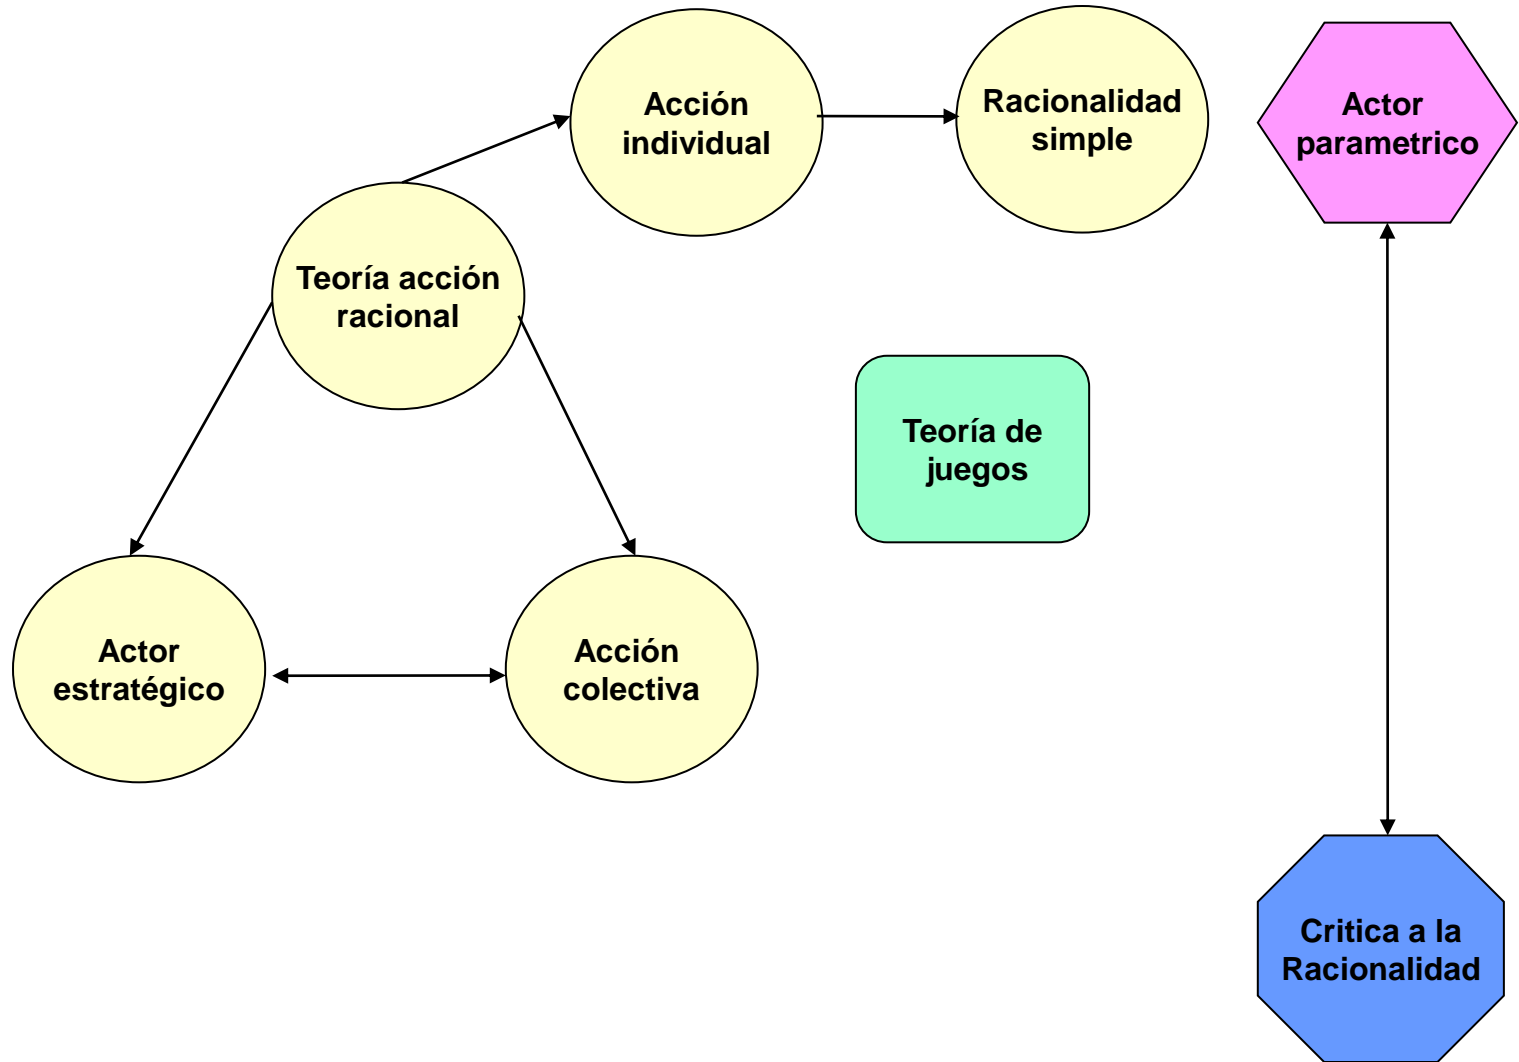 Acción
individual
Racionalidad
simple
Actor
parametrico
Teoría acción
racional
Teoría de
juegos
Actor
estratégico
Acción
colectiva
Critica a la
Racionalidad